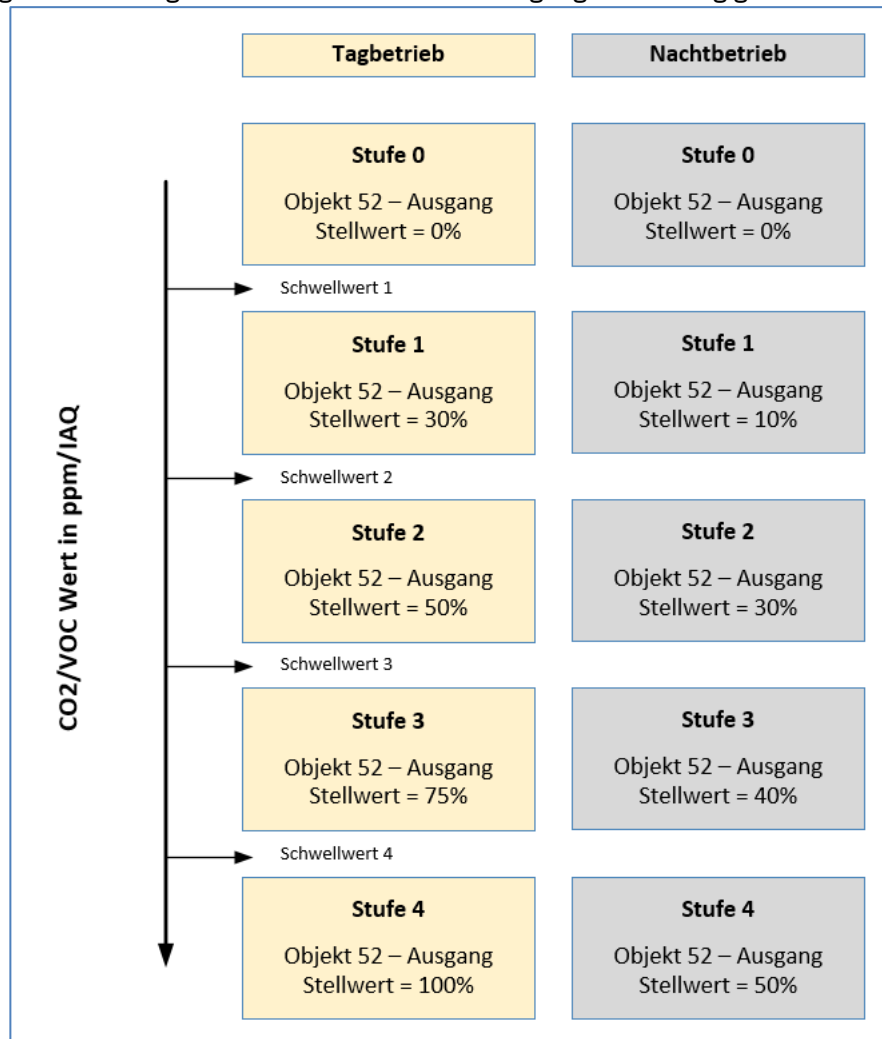 Tagbetrieb
Nachtbetrieb
Stufe 0
Objekt 52 – Ausgang
Stellwert = 0%
Stufe 0
Objekt 52 – Ausgang
Stellwert = 0%
Schwellwert 1
Stufe 1
Objekt 52 – Ausgang
Stellwert = 30%
Stufe 1
Objekt 52 – Ausgang
Stellwert = 10%
Schwellwert 2
Stufe 2
Objekt 52 – Ausgang
Stellwert = 50%
Stufe 2
Objekt 52 – Ausgang
Stellwert = 30%
Schwellwert 3
Stufe 3
Objekt 52 – Ausgang
Stellwert = 75%
Stufe 3
Objekt 52 – Ausgang
Stellwert = 40%
Schwellwert 4
Stufe 4
Objekt 52 – Ausgang
Stellwert = 100%
Stufe 4
Objekt 52 – Ausgang
Stellwert = 50%
CO2/VOC Wert in ppm/IAQ